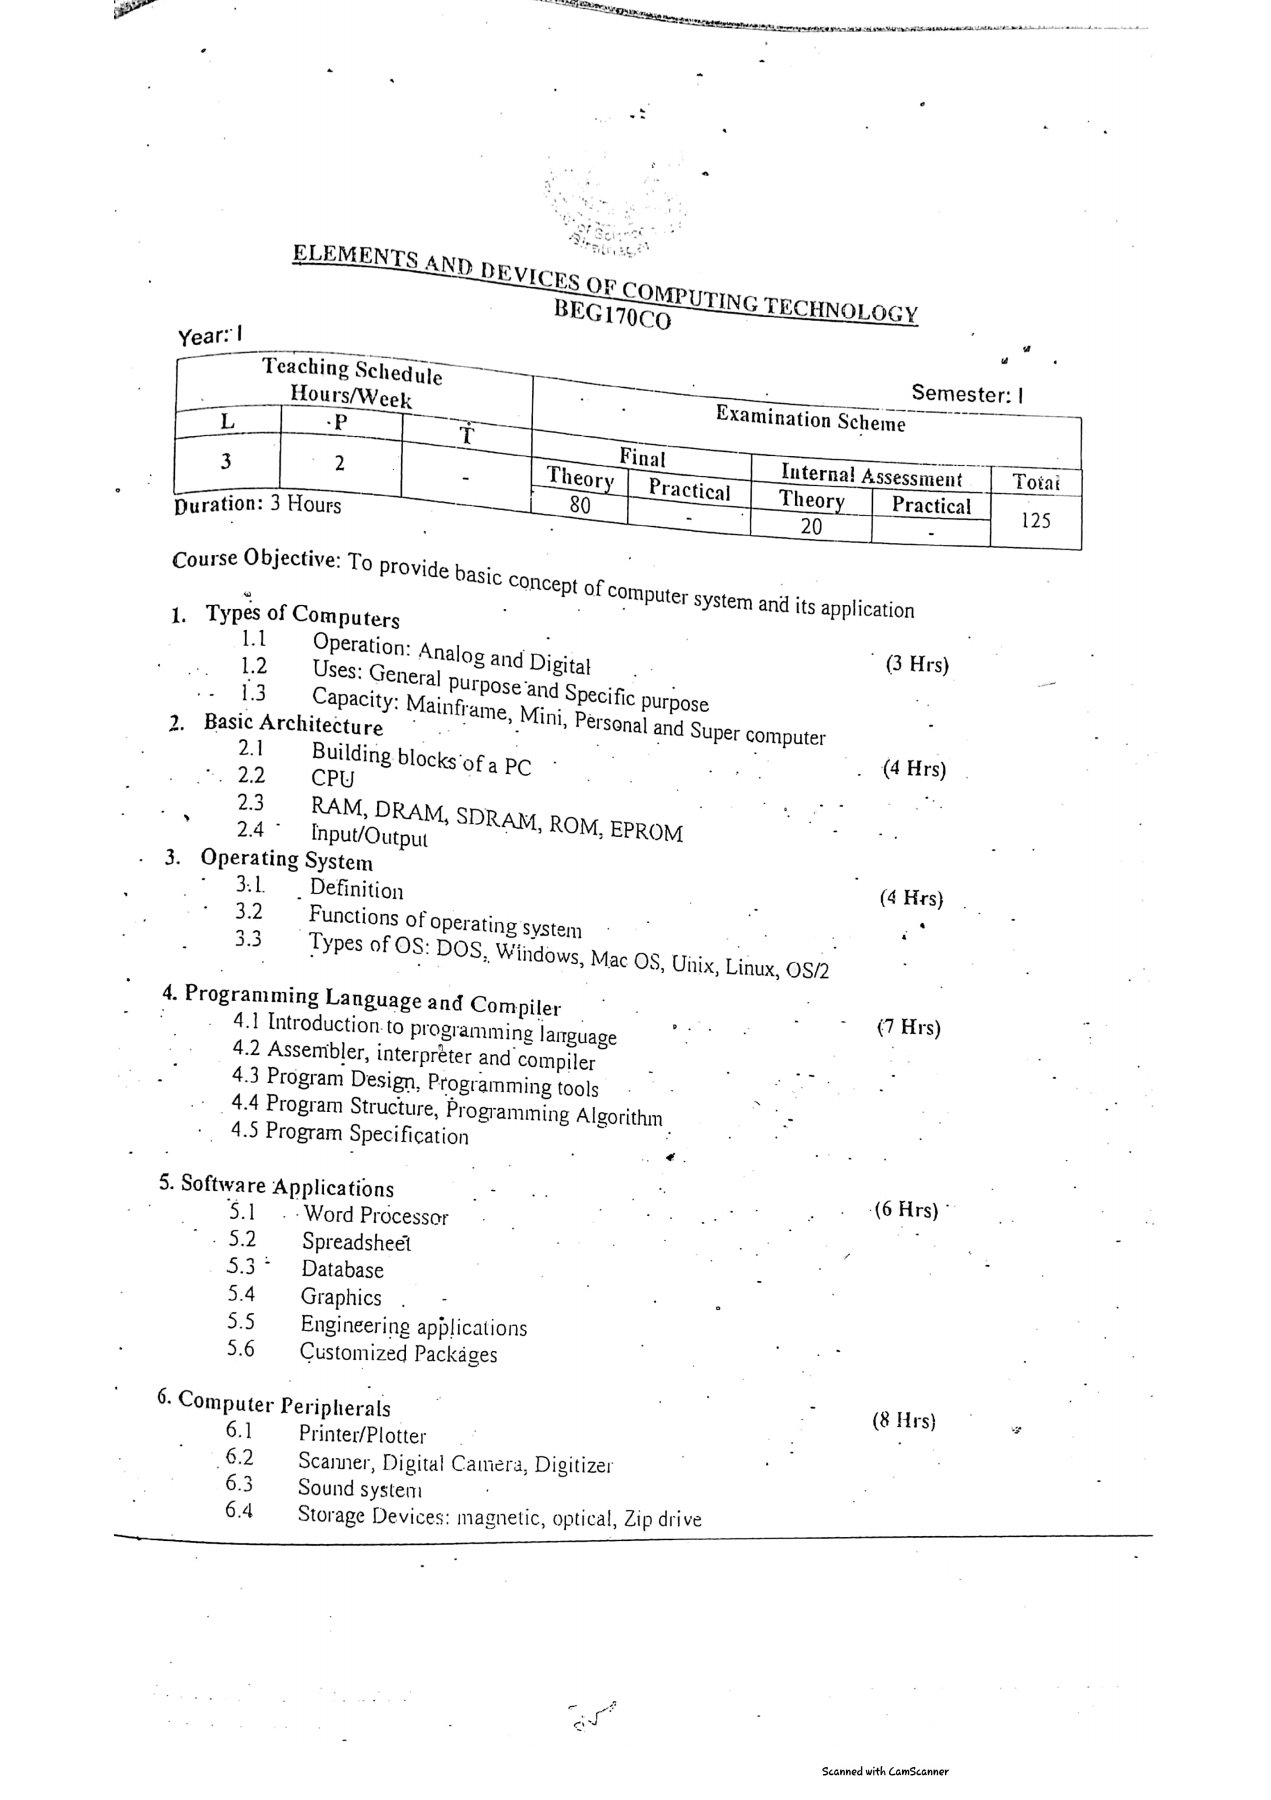 of Science
ELEMENTS AND DEVICES OF COMPUTING TECHNOLOGY
BEG170CO
Year: I
Semester: I
Teaching Schedule Hours/Week
Examination Scheme
L P T
Final Internal Assessment Total
3 2 -
Theory Practical Theory Practical
80 - 20 - 125
Duration: 3 Hours
Course Objective: To provide basic concept of computer system and its application
1. Types of Computers (3 Hrs)
1.1 Operation: Analog and Digital
1.2 Uses: General purpose and Specific purpose
1.3 Capacity: Mainframe, Mini, Personal and Super computer
2. Basic Architecture (4 Hrs)
2.1 Building blocks of a PC
2.2 CPU
2.3 RAM, DRAM, SDRAM, ROM, EPROM
2.4 Input/Output
3. Operating System (4 Hrs)
3.1 Definition
3.2 Functions of operating system
3.3 Types of OS: DOS, Windows, Mac OS, Unix, Linux, OS/2
4. Programming Language and Compiler (7 Hrs)
4.1 Introduction to programming language
4.2 Assembler, interpreter and compiler
4.3 Program Design, Programming tools
4.4 Program Structure, Programming Algorithm
4.5 Program Specification
5. Software Applications (6 Hrs)
5.1 Word Processor
5.2 Spreadsheet
5.3 Database
5.4 Graphics
5.5 Engineering applications
5.6 Customized Packages
6. Computer Peripherals (8 Hrs)
6.1 Printer/Plotter
6.2 Scanner, Digital Camera, Digitizer
6.3 Sound system
6.4 Storage Devices: magnetic, optical, Zip drive
Scanned with CamScanner